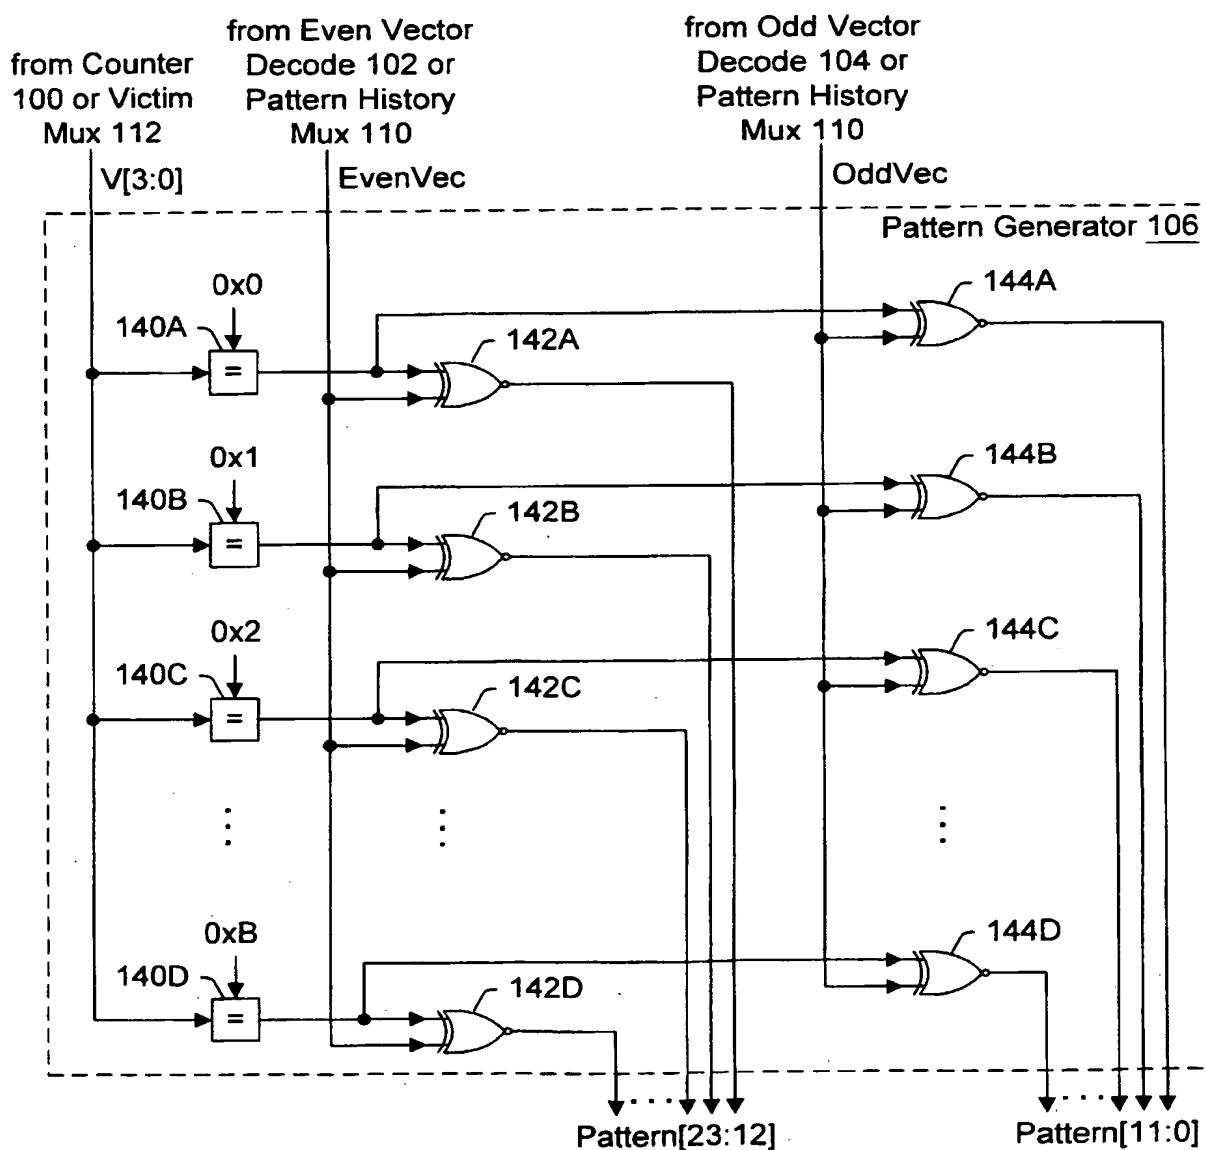 from Counter
100 or Victim
Mux 112
from Even Vector
Decode 102 or
Pattern History
Mux 110
from Odd Vector
Decode 104 or
Pattern History
Mux 110
V[3:0]
EvenVec
OddVec
Pattern Generator 106
0x0
140A
=
142A
144A
0x1
140B
=
142B
144B
0x2
140C
=
142C
144C
0xB
140D
=
142D
144D
Pattern[23:12]
Pattern[11:0]